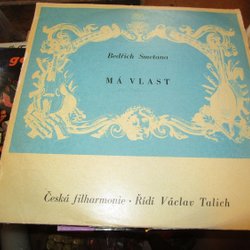 Bedřich Smetana
MÁ VLAST
Česká filharmonie • Řídí Václav Talich